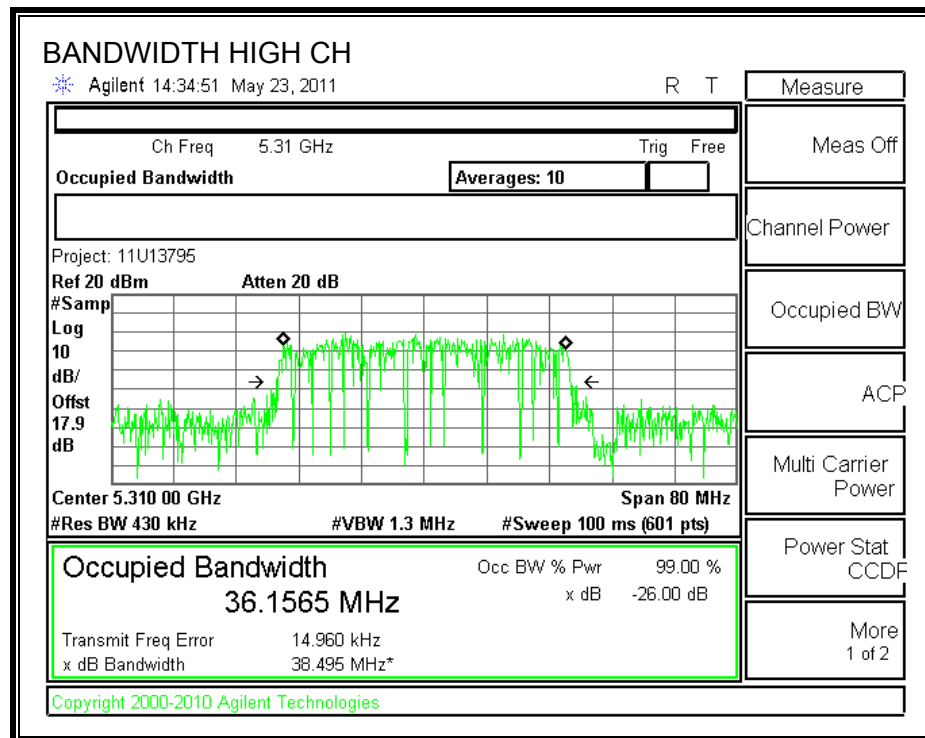 BANDWIDTH HIGH CH
Agilent 14:34:51 May 23, 2011 R T
Measure
Ch Freq 5.31 GHz Trig Free
Meas Off
Occupied Bandwidth Averages: 10
Channel Power
Project: 11U13795
Ref 20 dBm Atten 20 dB
#Samp
Log
10
dB/
Offst
17.9
dB
Occupied BW
ACP
Multi Carrier
Power
Center 5.310 00 GHz Span 80 MHz
#Res BW 430 kHz #VBW 1.3 MHz #Sweep 100 ms (601 pts)
Power Stat
CCDF
Occupied Bandwidth Occ BW % Pwr 99.00 %
36.1565 MHz x dB -26.00 dB
Transmit Freq Error 14.960 kHz
x dB Bandwidth 38.495 MHz*
More
1 of 2
Copyright 2000-2010 Agilent Technologies